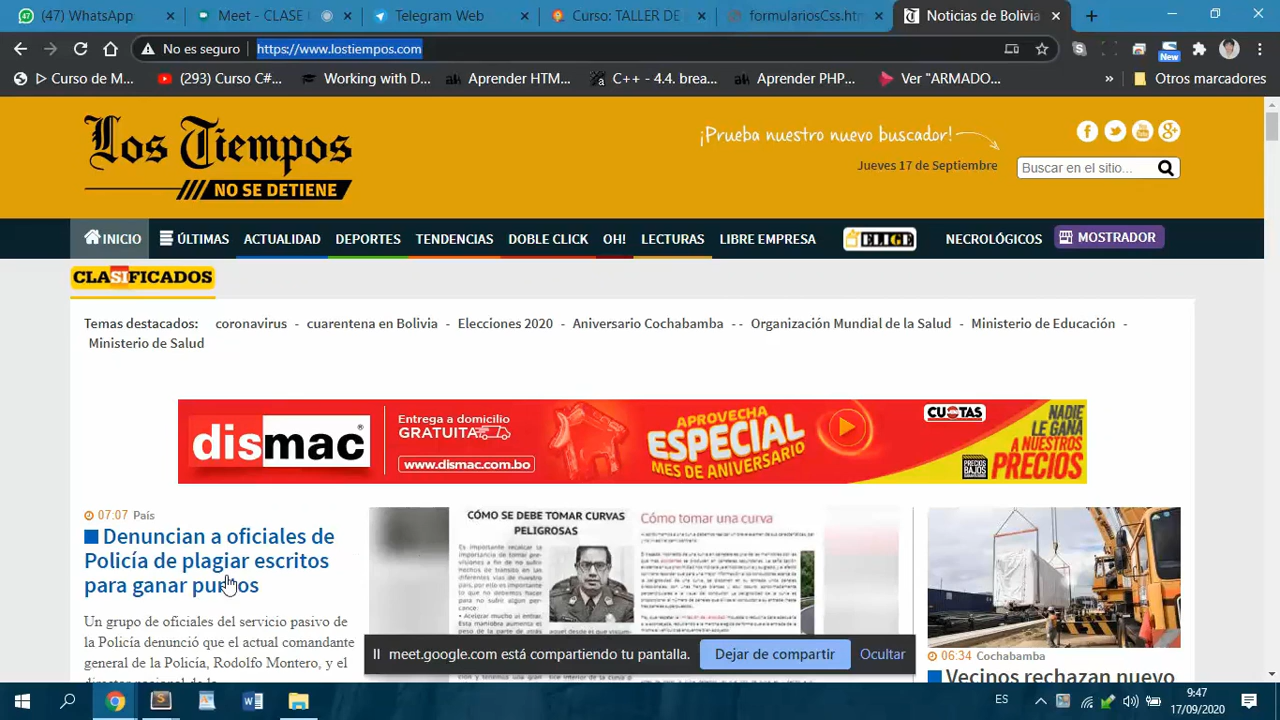 (47) WhatsApp
Meet - CLASE
Telegram Web
Curso: TALLER DE
formulariosCss.htm
Noticias de Bolivia
No es seguro
https://www.lostiempos.com
New
▷ Curso de M...
(293) Curso C#...
Working with D...
Aprender HTM...
C++ - 4.4. brea...
Aprender PHP...
Ver "ARMADO...
»
Otros marcadores
Los Tiempos
NO SE DETIENE
¡Prueba nuestro nuevo buscador!
Jueves 17 de Septiembre
Buscar en el sitio...
INICIO
ÚLTIMAS
ACTUALIDAD
DEPORTES
TENDENCIAS
DOBLE CLICK
OH!
LECTURAS
LIBRE EMPRESA
ELIGE
NECROLÓGICOS
MOSTRADOR
CLASIFICADOS
Temas destacados: coronavirus - cuarentena en Bolivia - Elecciones 2020 - Aniversario Cochabamba - - Organización Mundial de la Salud - Ministerio de Educación -
Ministerio de Salud
dismac®
Entrega a domicilio
GRATUITA
www.dismac.com.bo
APROVECHA
ESPECIAL
MES DE ANIVERSARIO
CUOTAS
PRECIOS
BAJOS
NADIE
LE GANA
A NUESTROS
PRECIOS
07:07 País
Denuncian a oficiales de
Policía de plagiar escritos
para ganar puntos
Un grupo de oficiales del servicio pasivo de
la Policía denunció que el actual comandante
general de la Policía, Rodolfo Montero, y el
CÓMO SE DEBE TOMAR CURVAS
PELIGROSAS
Cómo tomar una curva
06:34 Cochabamba
Vecinos rechazan nuevo
meet.google.com está compartiendo tu pantalla.
Dejar de compartir
Ocultar
ES
9:47
17/09/2020